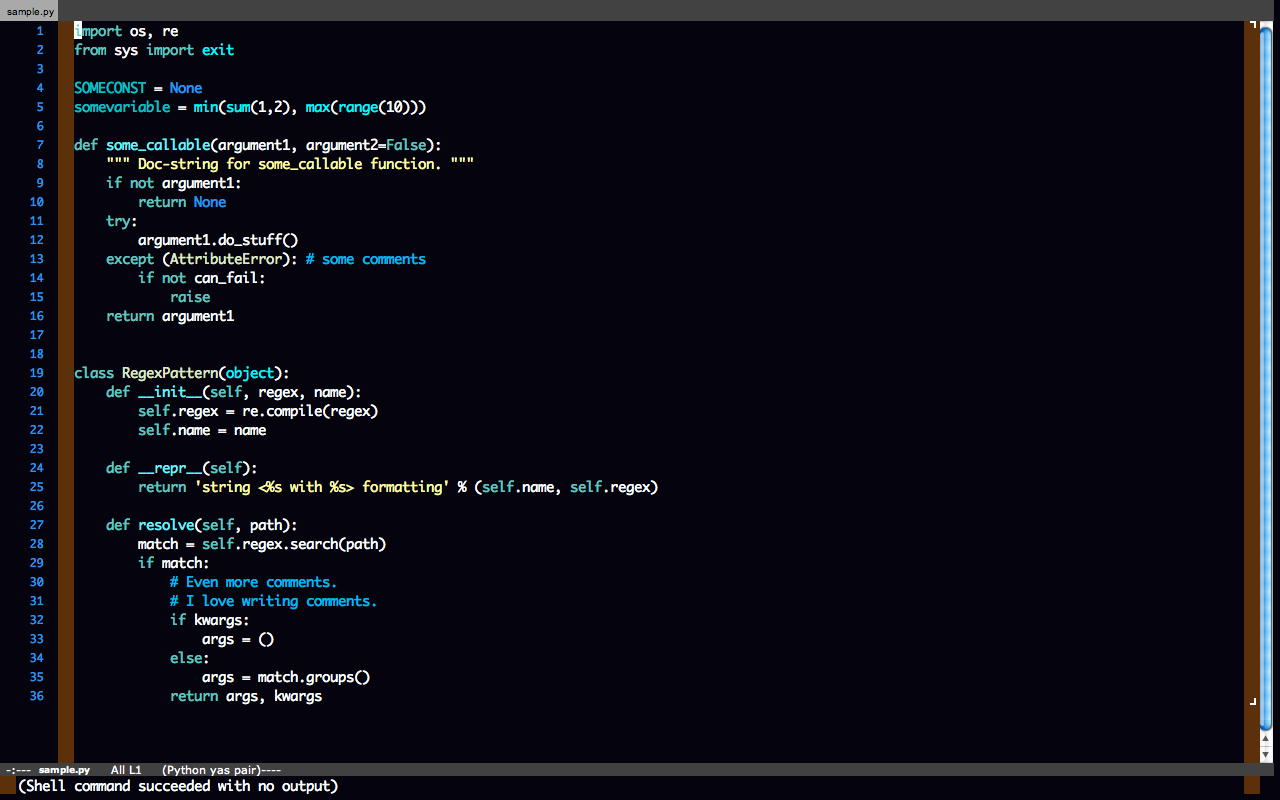 sample.py
1 import os, re
2 from sys import exit
3
4 SOMECONST = None
5 somevariable = min(sum(1,2), max(range(10)))
6
7 def some_callable(argument1, argument2=False):
8     """ Doc-string for some_callable function. """
9     if not argument1:
10         return None
11     try:
12         argument1.do_stuff()
13     except (AttributeError): # some comments
14         if not can_fail:
15             raise
16     return argument1
17
18
19 class RegexPattern(object):
20     def __init__(self, regex, name):
21         self.regex = re.compile(regex)
22         self.name = name
23
24     def __repr__(self):
25         return 'string <%s with %s> formatting' % (self.name, self.regex)
26
27     def resolve(self, path):
28         match = self.regex.search(path)
29         if match:
30             # Even more comments.
31             # I love writing comments.
32             if kwargs:
33                 args = ()
34             else:
35                 args = match.groups()
36             return args, kwargs
-:--- sample.py All L1 (Python yas pair)----
(Shell command succeeded with no output)